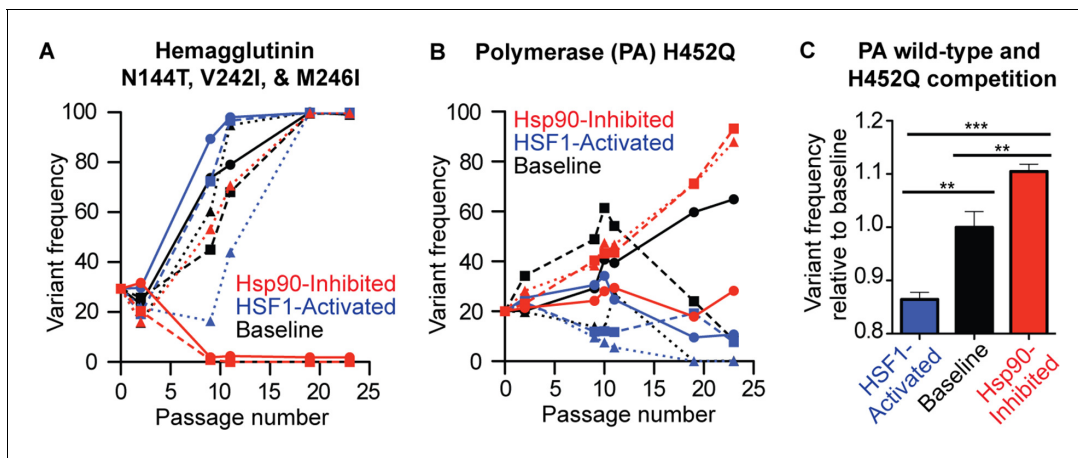 A
Hemagglutinin
N144T, V242I, & M246I
Variant frequency
100
80
60
40
20
0
Hsp90-Inhibited
HSF1-Activated
Baseline
0 5 10 15 20 25
Passage number
B
Polymerase (PA) H452Q
Variant frequency
100
80
60
40
20
0
Hsp90-Inhibited
HSF1-Activated
Baseline
0 5 10 15 20 25
Passage number
C
PA wild-type and
H452Q competition
Variant frequency
relative to baseline
1.2
1.1
1.0
0.9
0.8
***
**
**
HSF1-
Activated
Baseline
Hsp90-
Inhibited